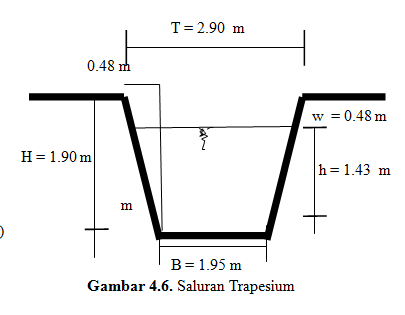 T = 2.90 m
0.48 m
w = 0.48 m
H = 1.90 m
h = 1.43 m
m
)
B = 1.95 m
Gambar 4.6. Saluran Trapesium